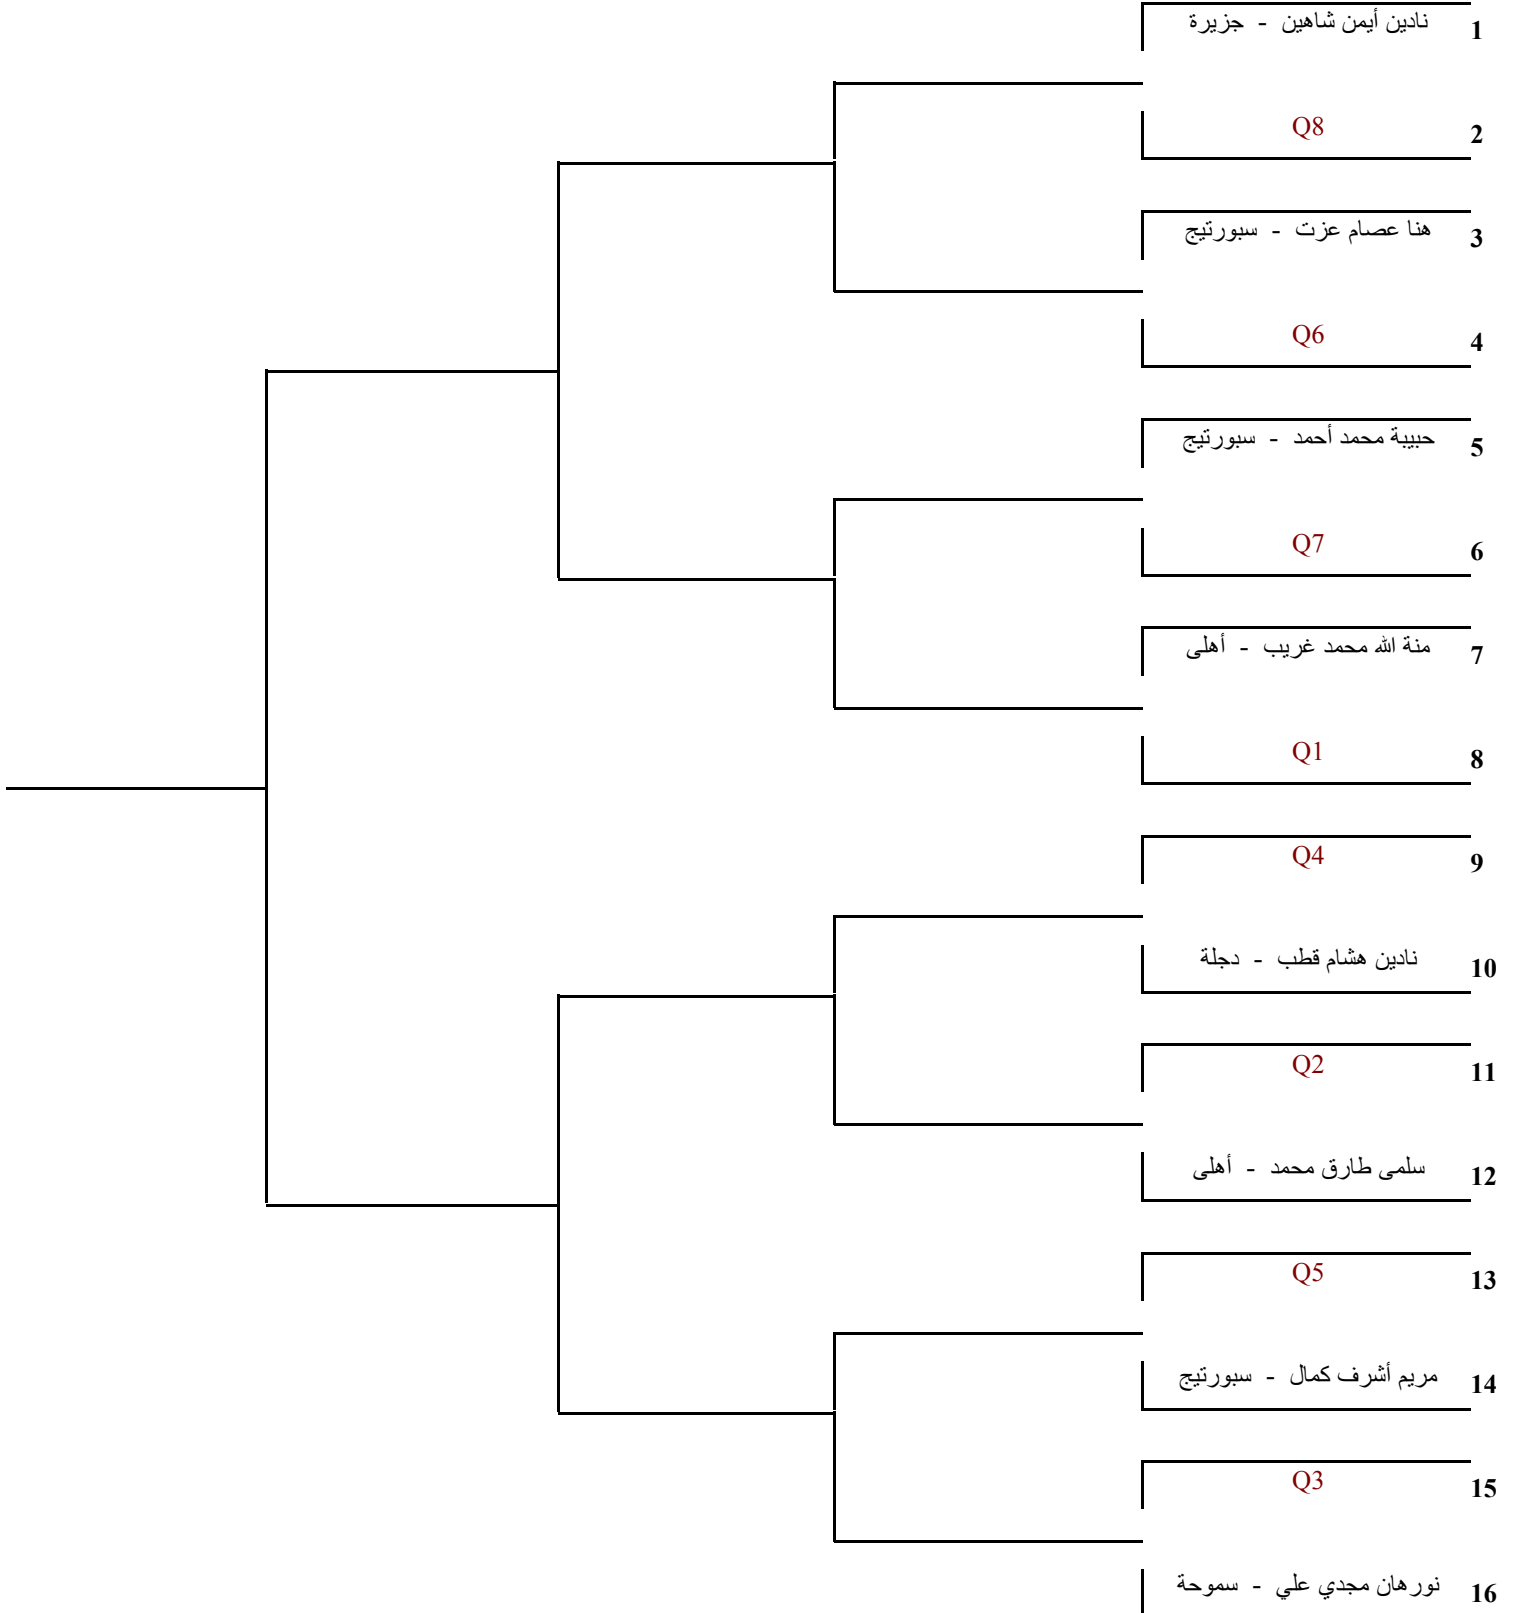 1 نادين أيمن شاهين - جزيرة
2 Q8
3 هنا عصام عزت - سبورتيج
4 Q6
5 حبيبة محمد أحمد - سبورتيج
6 Q7
7 منة الله محمد غريب - أهلى
8 Q1
9 Q4
10 نادين هشام قطب - دجلة
11 Q2
12 سلمى طارق محمد - أهلى
13 Q5
14 مريم أشرف كمال - سبورتيج
15 Q3
16 نورهان مجدي علي - سموحة